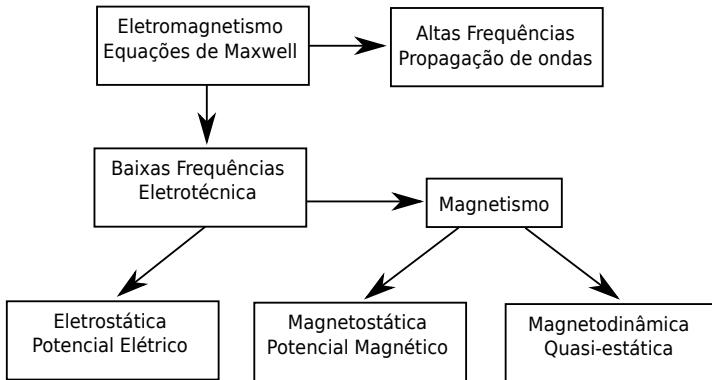 Eletromagnetismo
Equações de Maxwell
Altas Frequências
Propagação de ondas
Baixas Frequências
Eletrotécnica
Magnetismo
Eletrostática
Potencial Elétrico
Magnetostática
Potencial Magnético
Magnetodinâmica
Quasi-estática